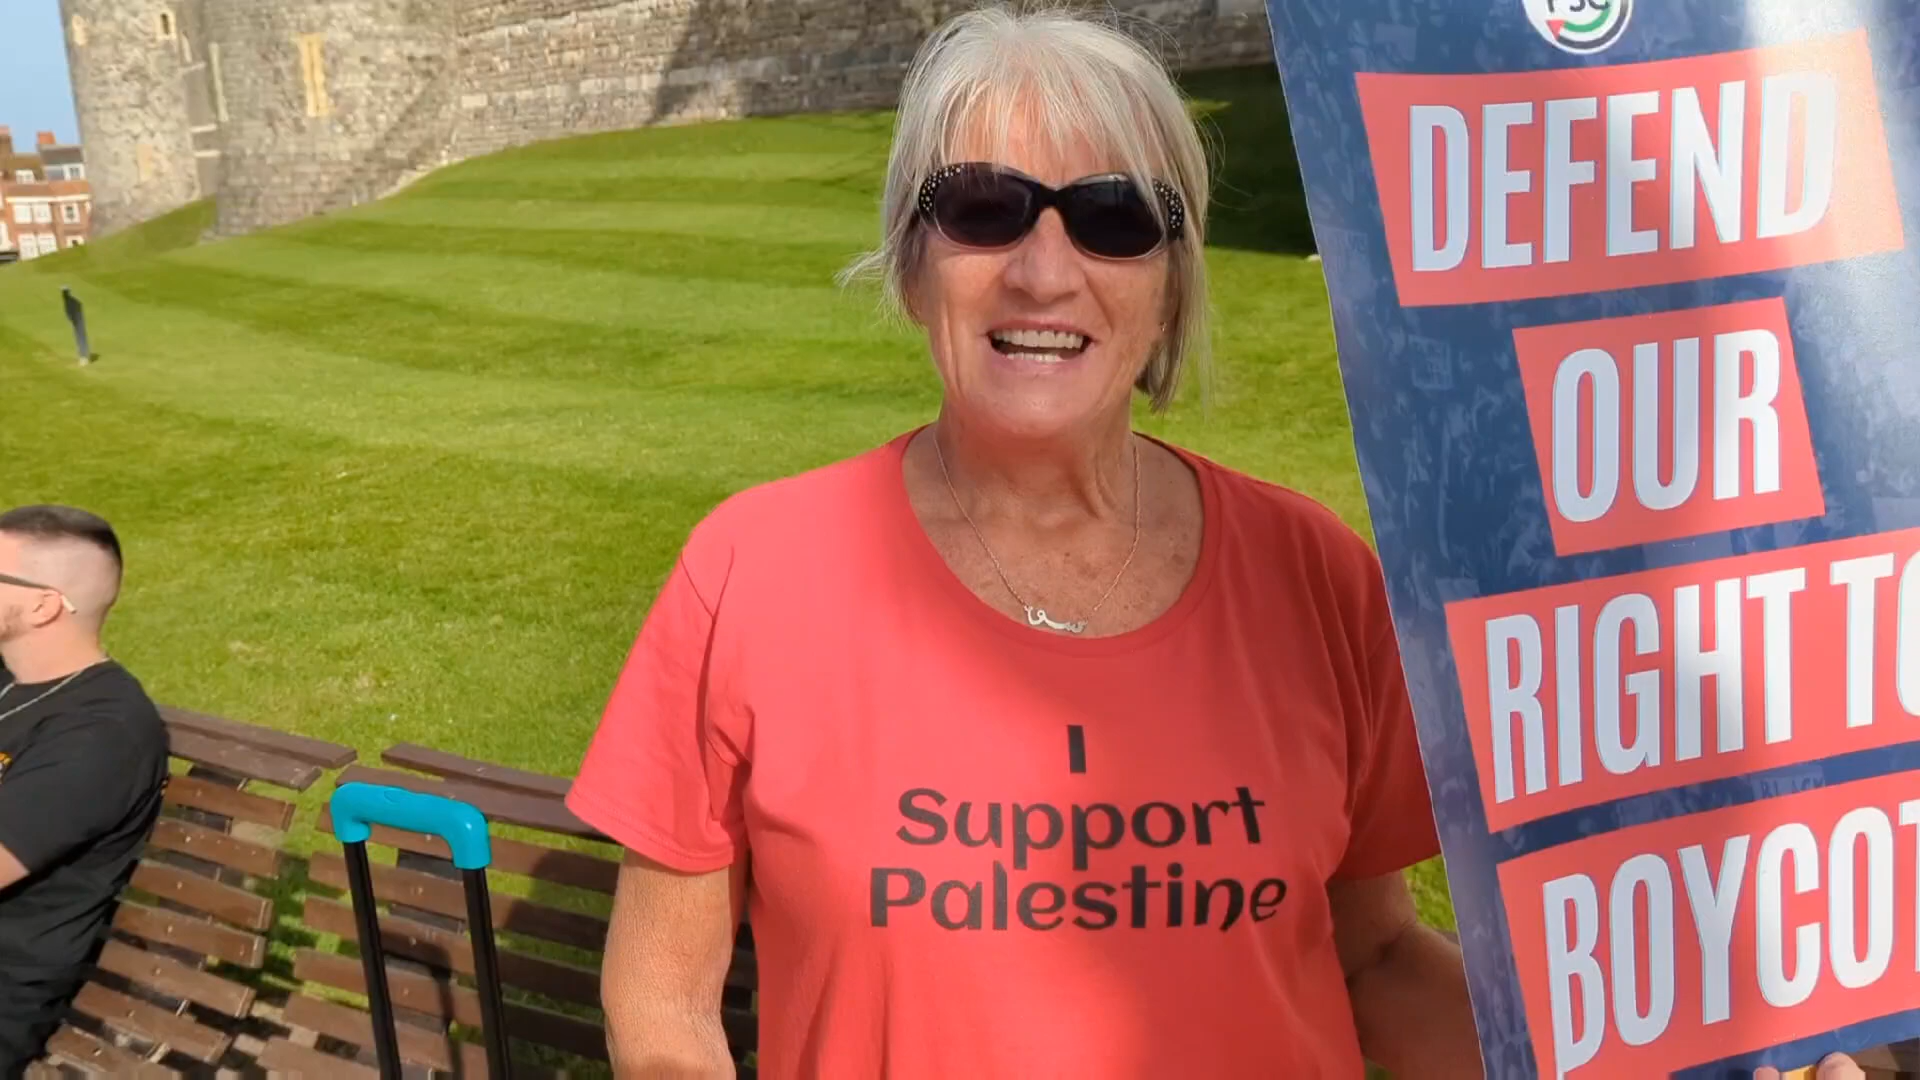 PSC
DEFEND
OUR
RIGHT TO
BOYCOT
I
Support
Palestine